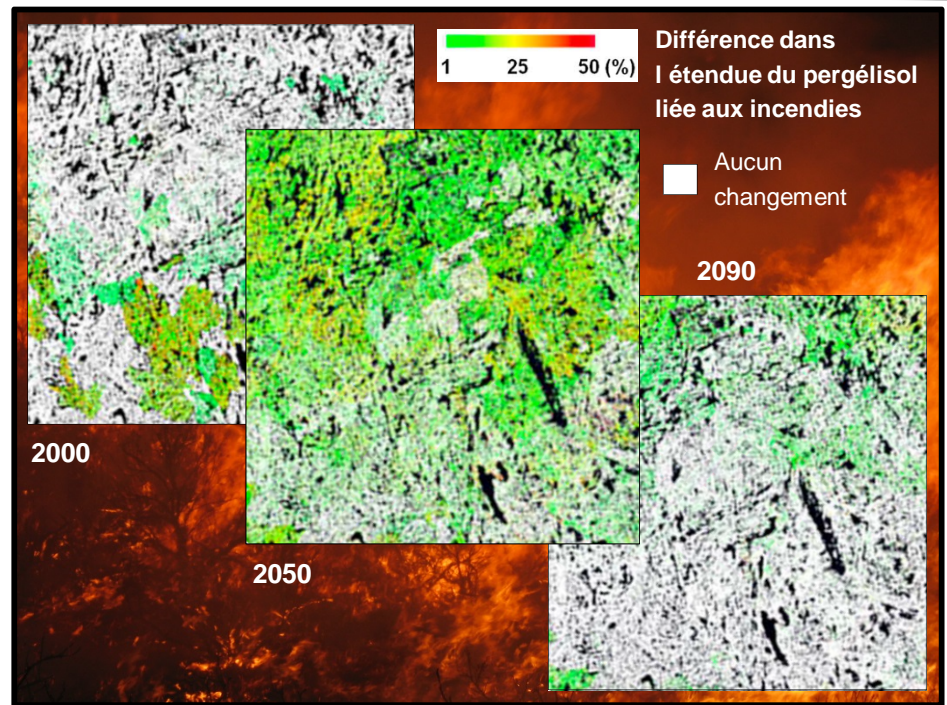 1 25 50 (%)
Différence dans
l étendue du pergélisol
liée aux incendies
Aucun
changement
2090
2000
2050